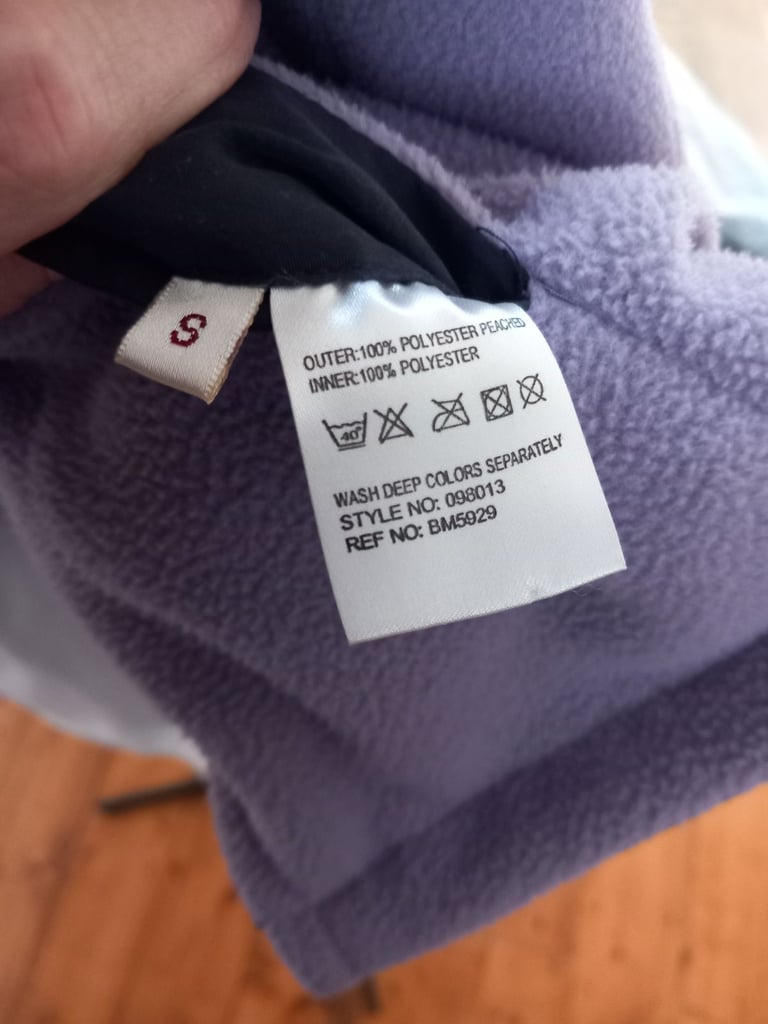 S
OUTER:100% POLYESTER PEACHED
INNER:100% POLYESTER
40°
WASH DEEP COLORS SEPARATELY
STYLE NO: 098013
REF NO: BM5929